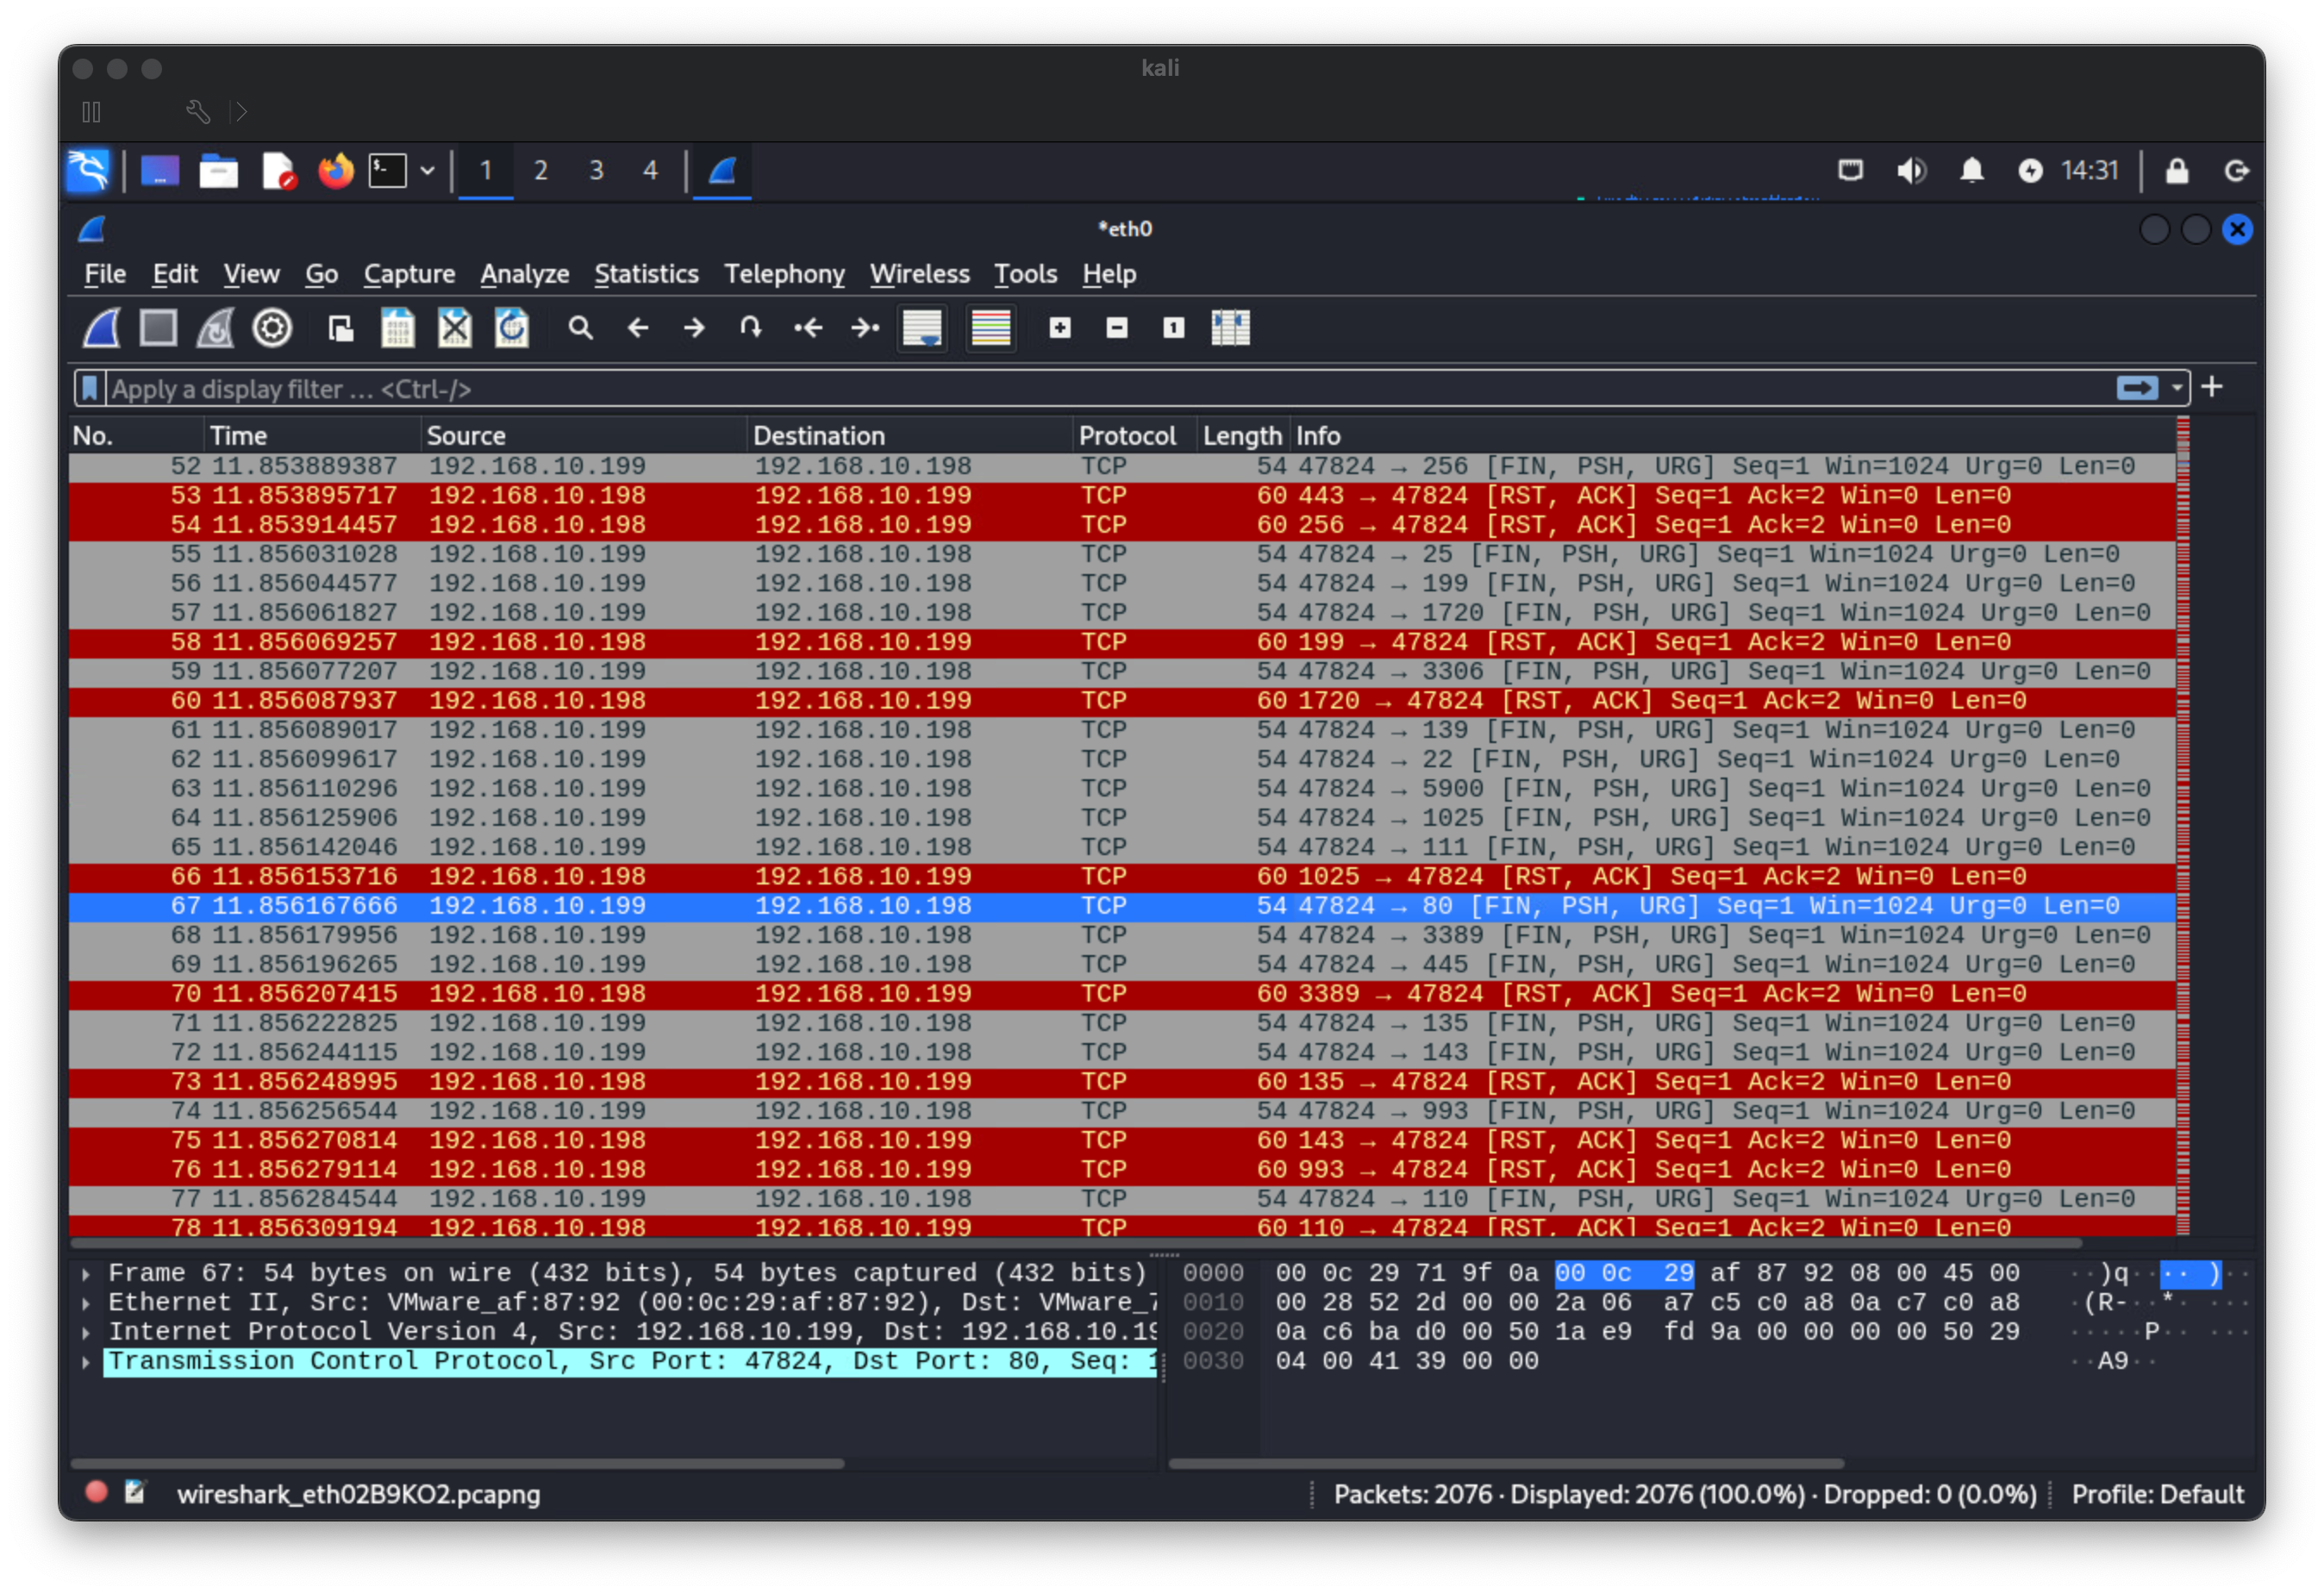 kali
1 2 3 4 14:31
*eth0
File Edit View Go Capture Analyze Statistics Telephony Wireless Tools Help
Apply a display filter … <Ctrl-/>
No. Time Source Destination Protocol Length Info
52 11.853889387 192.168.10.199 192.168.10.198 TCP 54 47824 → 256 [FIN, PSH, URG] Seq=1 Win=1024 Urg=0 Len=0
53 11.853895717 192.168.10.198 192.168.10.199 TCP 60 443 → 47824 [RST, ACK] Seq=1 Ack=2 Win=0 Len=0
54 11.853914457 192.168.10.198 192.168.10.199 TCP 60 256 → 47824 [RST, ACK] Seq=1 Ack=2 Win=0 Len=0
55 11.856031028 192.168.10.199 192.168.10.198 TCP 54 47824 → 25 [FIN, PSH, URG] Seq=1 Win=1024 Urg=0 Len=0
56 11.856044577 192.168.10.199 192.168.10.198 TCP 54 47824 → 199 [FIN, PSH, URG] Seq=1 Win=1024 Urg=0 Len=0
57 11.856061827 192.168.10.199 192.168.10.198 TCP 54 47824 → 1720 [FIN, PSH, URG] Seq=1 Win=1024 Urg=0 Len=0
58 11.856069257 192.168.10.198 192.168.10.199 TCP 60 199 → 47824 [RST, ACK] Seq=1 Ack=2 Win=0 Len=0
59 11.856077207 192.168.10.199 192.168.10.198 TCP 54 47824 → 3306 [FIN, PSH, URG] Seq=1 Win=1024 Urg=0 Len=0
60 11.856087937 192.168.10.198 192.168.10.199 TCP 60 1720 → 47824 [RST, ACK] Seq=1 Ack=2 Win=0 Len=0
61 11.856089017 192.168.10.199 192.168.10.198 TCP 54 47824 → 139 [FIN, PSH, URG] Seq=1 Win=1024 Urg=0 Len=0
62 11.856099617 192.168.10.199 192.168.10.198 TCP 54 47824 → 22 [FIN, PSH, URG] Seq=1 Win=1024 Urg=0 Len=0
63 11.856110296 192.168.10.199 192.168.10.198 TCP 54 47824 → 5900 [FIN, PSH, URG] Seq=1 Win=1024 Urg=0 Len=0
64 11.856125906 192.168.10.199 192.168.10.198 TCP 54 47824 → 1025 [FIN, PSH, URG] Seq=1 Win=1024 Urg=0 Len=0
65 11.856142046 192.168.10.199 192.168.10.198 TCP 54 47824 → 111 [FIN, PSH, URG] Seq=1 Win=1024 Urg=0 Len=0
66 11.856153716 192.168.10.198 192.168.10.199 TCP 60 1025 → 47824 [RST, ACK] Seq=1 Ack=2 Win=0 Len=0
67 11.856167666 192.168.10.199 192.168.10.198 TCP 54 47824 → 80 [FIN, PSH, URG] Seq=1 Win=1024 Urg=0 Len=0
68 11.856179956 192.168.10.199 192.168.10.198 TCP 54 47824 → 3389 [FIN, PSH, URG] Seq=1 Win=1024 Urg=0 Len=0
69 11.856196265 192.168.10.199 192.168.10.198 TCP 54 47824 → 445 [FIN, PSH, URG] Seq=1 Win=1024 Urg=0 Len=0
70 11.856207415 192.168.10.198 192.168.10.199 TCP 60 3389 → 47824 [RST, ACK] Seq=1 Ack=2 Win=0 Len=0
71 11.856222825 192.168.10.199 192.168.10.198 TCP 54 47824 → 135 [FIN, PSH, URG] Seq=1 Win=1024 Urg=0 Len=0
72 11.856244115 192.168.10.199 192.168.10.198 TCP 54 47824 → 143 [FIN, PSH, URG] Seq=1 Win=1024 Urg=0 Len=0
73 11.856248995 192.168.10.198 192.168.10.199 TCP 60 135 → 47824 [RST, ACK] Seq=1 Ack=2 Win=0 Len=0
74 11.856256544 192.168.10.199 192.168.10.198 TCP 54 47824 → 993 [FIN, PSH, URG] Seq=1 Win=1024 Urg=0 Len=0
75 11.856270814 192.168.10.198 192.168.10.199 TCP 60 143 → 47824 [RST, ACK] Seq=1 Ack=2 Win=0 Len=0
76 11.856279114 192.168.10.198 192.168.10.199 TCP 60 993 → 47824 [RST, ACK] Seq=1 Ack=2 Win=0 Len=0
77 11.856284544 192.168.10.199 192.168.10.198 TCP 54 47824 → 110 [FIN, PSH, URG] Seq=1 Win=1024 Urg=0 Len=0
78 11.856309194 192.168.10.198 192.168.10.199 TCP 60 110 → 47824 [RST, ACK] Seq=1 Ack=2 Win=0 Len=0
Frame 67: 54 bytes on wire (432 bits), 54 bytes captured (432 bits)
Ethernet II, Src: VMware_af:87:92 (00:0c:29:af:87:92), Dst: VMware_7
Internet Protocol Version 4, Src: 192.168.10.199, Dst: 192.168.10.19
Transmission Control Protocol, Src Port: 47824, Dst Port: 80, Seq: 1
0000 00 0c 29 71 9f 0a 00 0c 29 af 87 92 08 00 45 00 ··)q·· ·· )··
0010 00 28 52 2d 00 00 2a 06 a7 c5 c0 a8 0a c7 c0 a8 ·(R-··*· ···
0020 0a c6 ba d0 00 50 1a e9 fd 9a 00 00 00 00 50 29 ·····P·· ···
0030 04 00 41 39 00 00 ··A9··
wireshark_eth02B9KO2.pcapng Packets: 2076 · Displayed: 2076 (100.0%) · Dropped: 0 (0.0%) Profile: Default